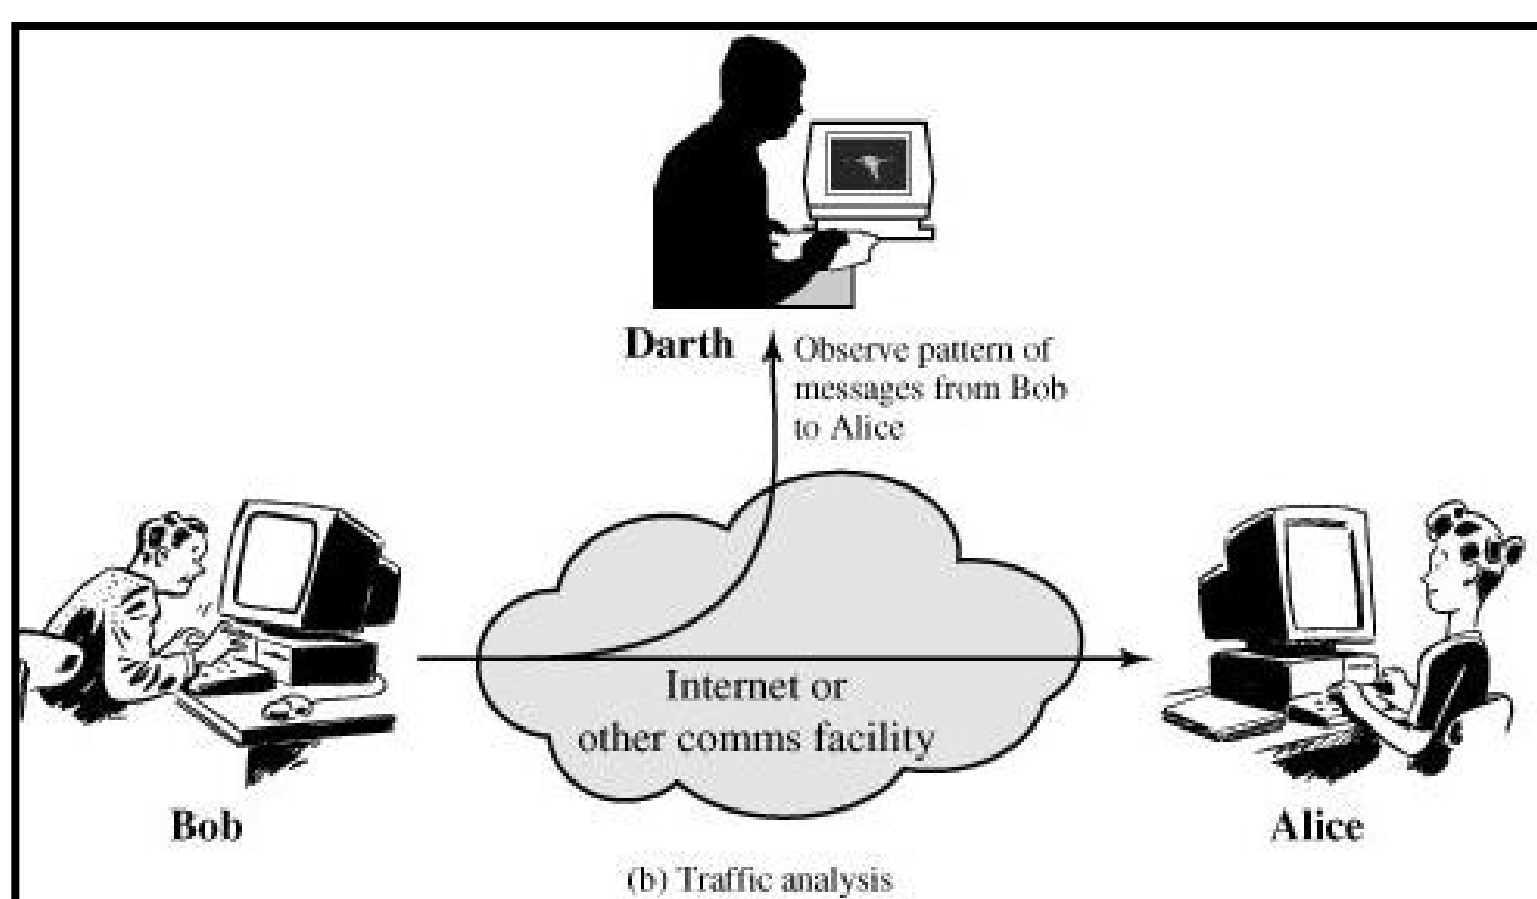 Darth
Observe pattern of
messages from Bob
to Alice
Internet or
other comms facility
Bob
Alice
(b) Traffic analysis